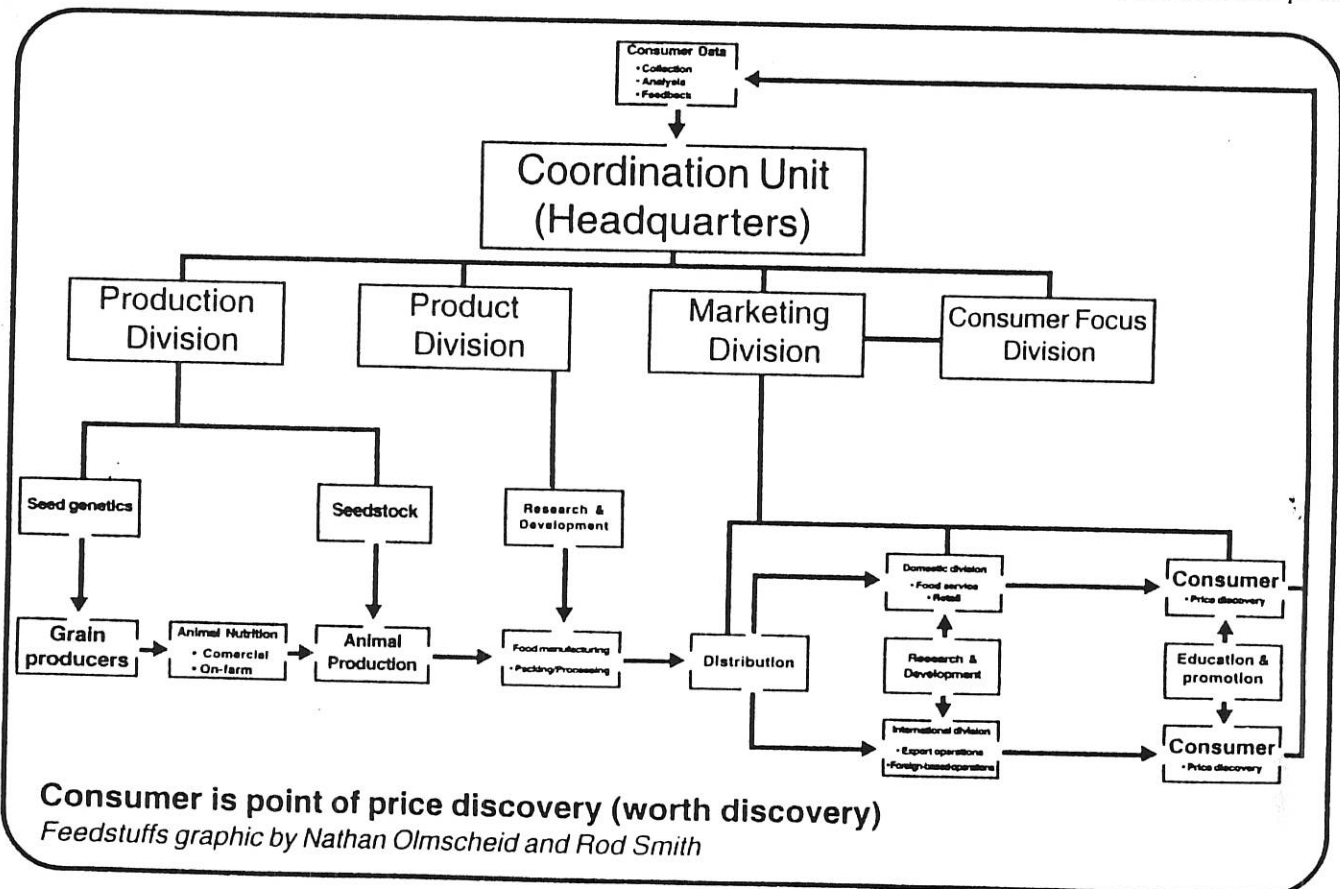 Consumer Data
• Collection
• Analysis
• Feedback
Coordination Unit
(Headquarters)
Production
Division
Product
Division
Marketing
Division
Consumer Focus
Division
Seed genetics
Seedstock
Research &
Development
Grain
producers
Animal Nutrition
• Comercial
• On-farm
Animal
Production
Food manufacturing
• Packing/Processing
Distribution
Domestic division
• Food service
• Retail
Research &
Development
International division
• Export operations
• Foreign-based operations
Consumer
• Price discovery
Education &
promotion
Consumer
• Price discovery
Consumer is point of price discovery (worth discovery)
Feedstuffs graphic by Nathan Olmscheid and Rod Smith